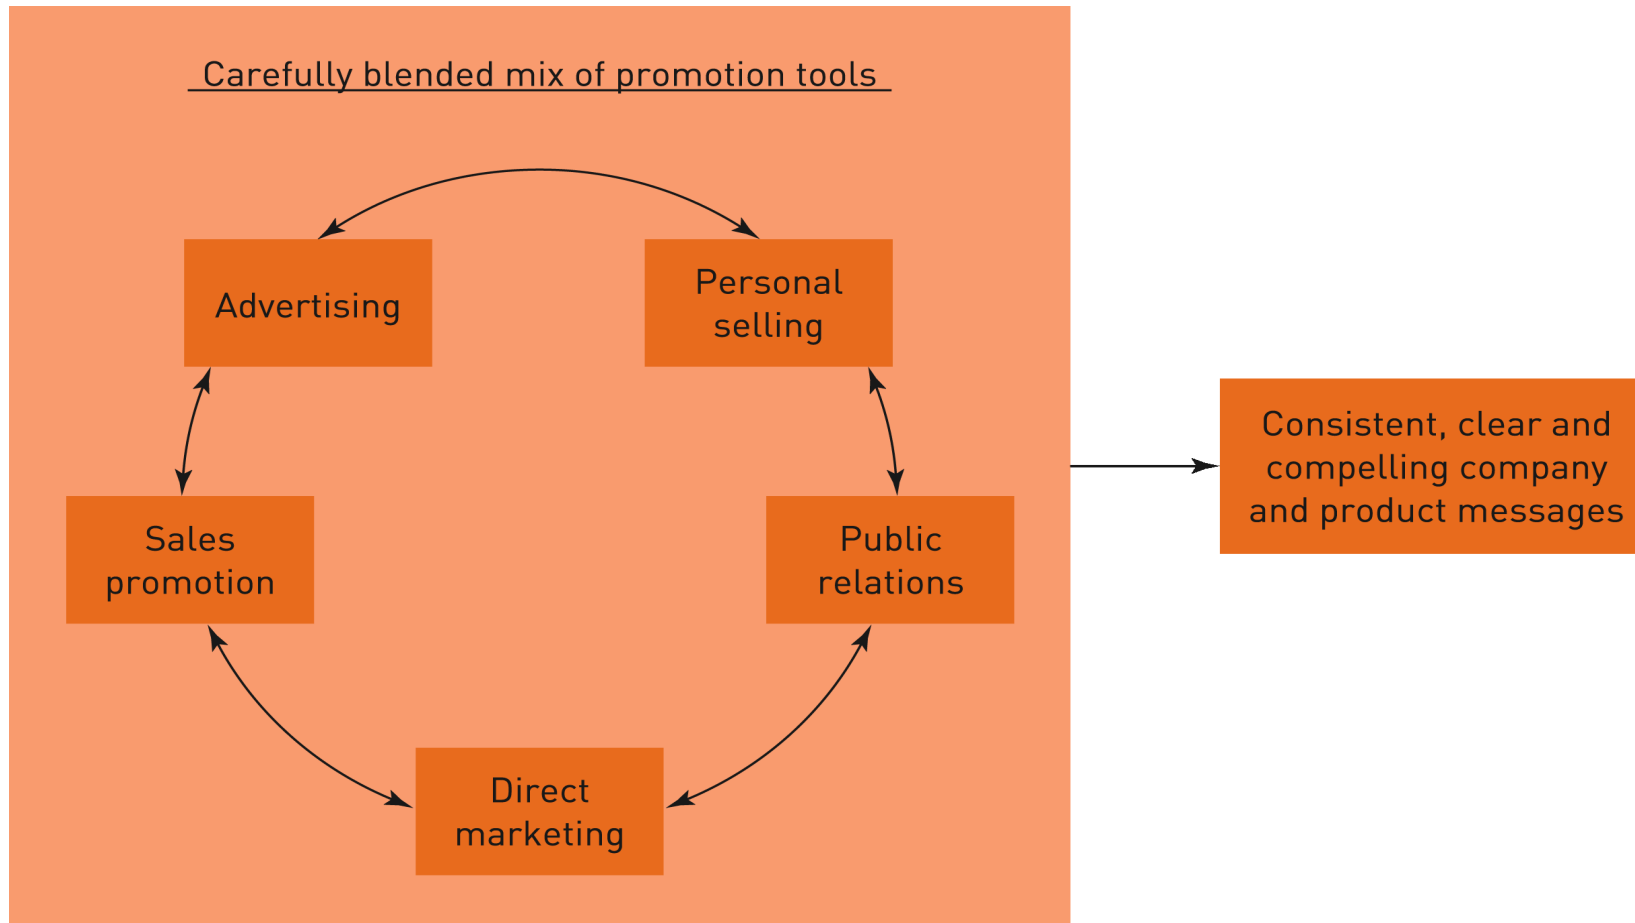 Carefully blended mix of promotion tools
Advertising
Personal
selling
Sales
promotion
Public
relations
Direct
marketing
Consistent, clear and
compelling company
and product messages